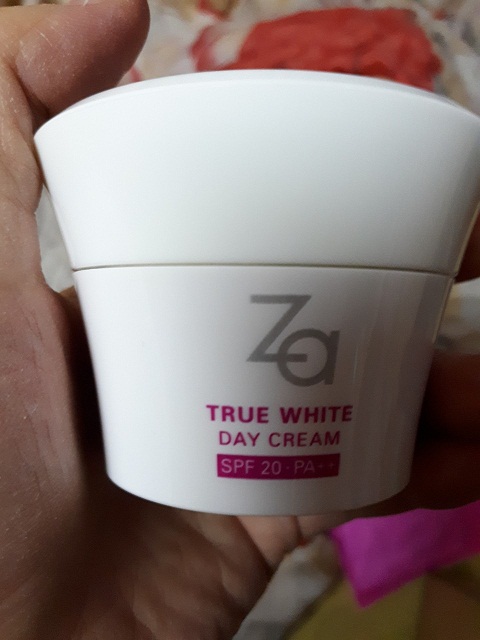 Za
TRUE WHITE
DAY CREAM
SPF 20 · PA++